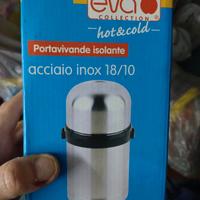 eva
COLLECTION
hot&cold
Portavivande isolante
acciaio inox 18/10